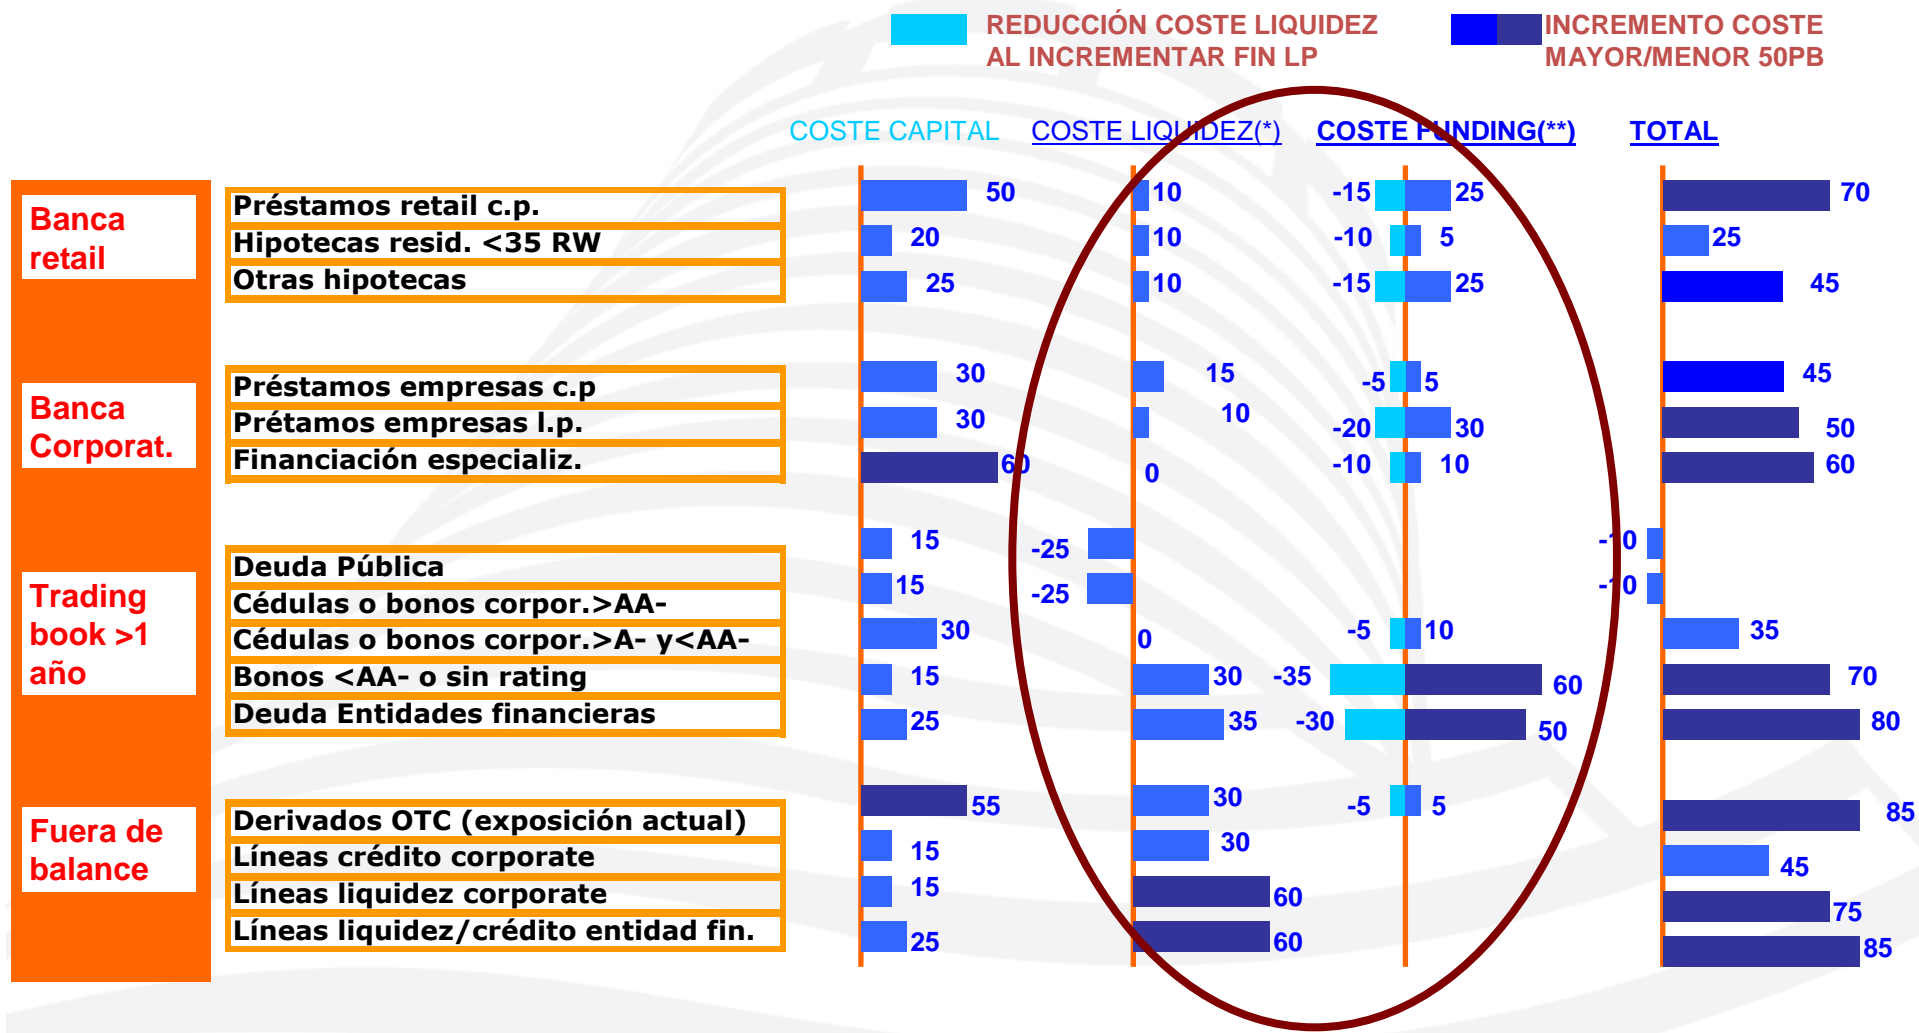 REDUCCIÓN COSTE LIQUIDEZ
AL INCREMENTAR FIN LP
INCREMENTO COSTE
MAYOR/MENOR 50PB
COSTE CAPITAL COSTE LIQUIDEZ(*) COSTE FUNDING(**) TOTAL
Banca
retail
Préstamos retail c.p. 50 10 -15 25 70
Hipotecas resid. <35 RW 20 10 -10 5 25
Otras hipotecas 25 10 -15 25 45
Banca
Corporat.
Préstamos empresas c.p 30 15 -5 5 45
Prétamos empresas l.p. 30 10 -20 30 50
Financiación especializ. 60 0 -10 10 60
Trading
book >1
año
Deuda Pública 15 -25 -10
Cédulas o bonos corpor.>AA- 15 -25 -10
Cédulas o bonos corpor.>A- y<AA- 30 0 -5 10 35
Bonos <AA- o sin rating 15 30 -35 60 70
Deuda Entidades financieras 25 35 -30 50 80
Fuera de
balance
Derivados OTC (exposición actual) 55 30 -5 5 85
Líneas crédito corporate 15 30 45
Líneas liquidez corporate 15 60 75
Líneas liquidez/crédito entidad fin. 25 60 85